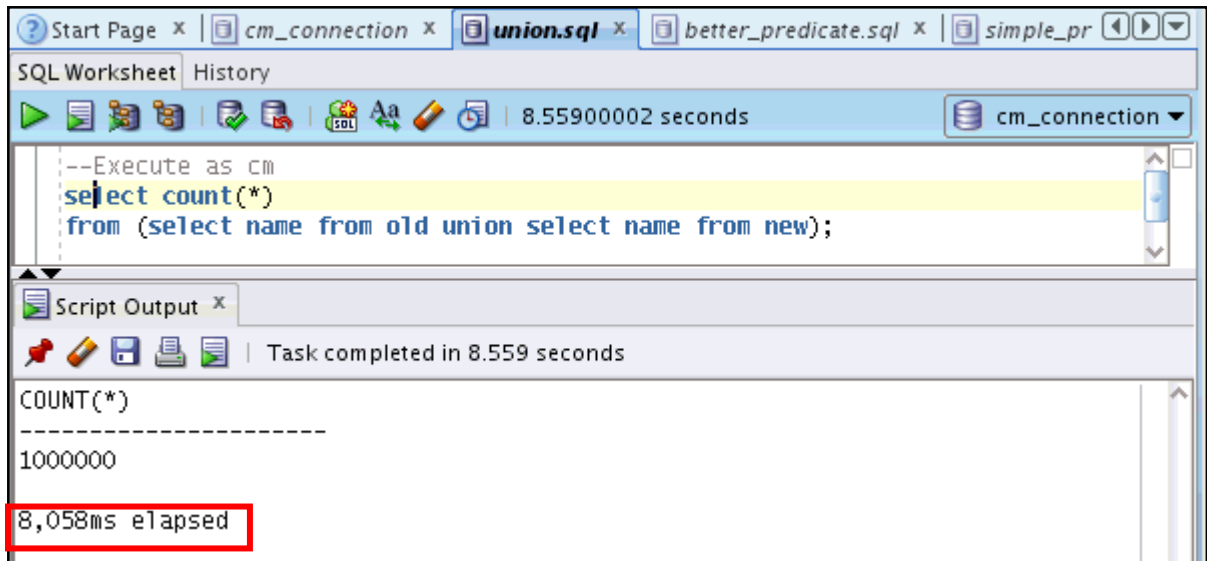 Start Page x cm_connection x union.sql x better_predicate.sql x simple_pr
SQL Worksheet History
8.55900002 seconds cm_connection
--Execute as cm
select count(*)
from (select name from old union select name from new);
Script Output x
Task completed in 8.559 seconds
COUNT(*)
----------------------
1000000
8,058ms elapsed